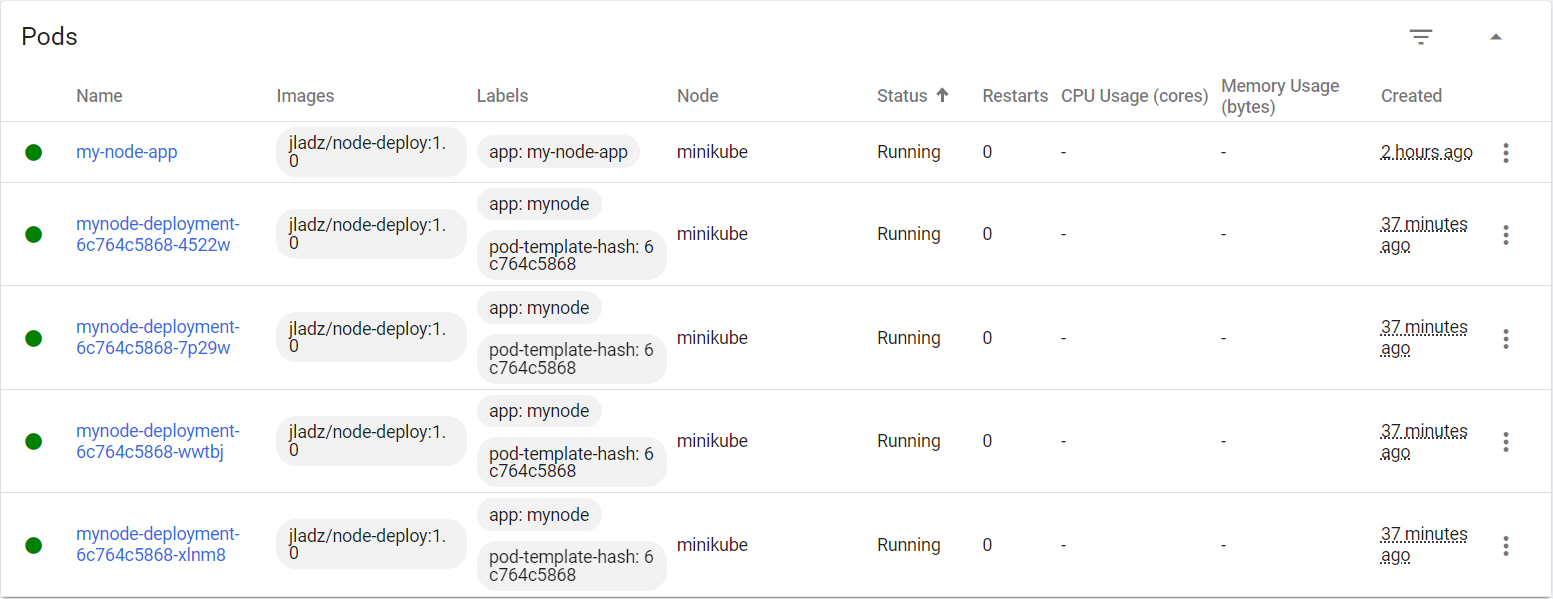 Pods
Name Images Labels Node Status Restarts CPU Usage (cores) Memory Usage (bytes) Created
my-node-app jladz/node-deploy:1.0 app: my-node-app minikube Running 0 - - 2 hours ago
mynode-deployment-6c764c5868-4522w jladz/node-deploy:1.0 app: mynode pod-template-hash: 6c764c5868 minikube Running 0 - - 37 minutes ago
mynode-deployment-6c764c5868-7p29w jladz/node-deploy:1.0 app: mynode pod-template-hash: 6c764c5868 minikube Running 0 - - 37 minutes ago
mynode-deployment-6c764c5868-wwtbj jladz/node-deploy:1.0 app: mynode pod-template-hash: 6c764c5868 minikube Running 0 - - 37 minutes ago
mynode-deployment-6c764c5868-xlnm8 jladz/node-deploy:1.0 app: mynode pod-template-hash: 6c764c5868 minikube Running 0 - - 37 minutes ago